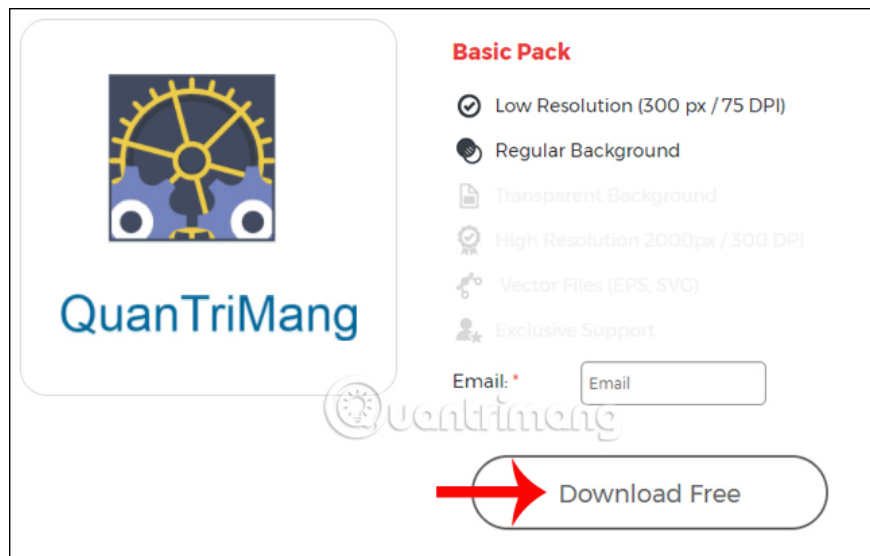 Basic Pack
Low Resolution (300 px / 75 DPI)
Regular Background
Transparent Background
High Resolution 2000px / 300 DPI
Vector Files (EPS, SVG)
Exclusive Support
QuanTriMang
Email: * Email
Quantrimang
Download Free